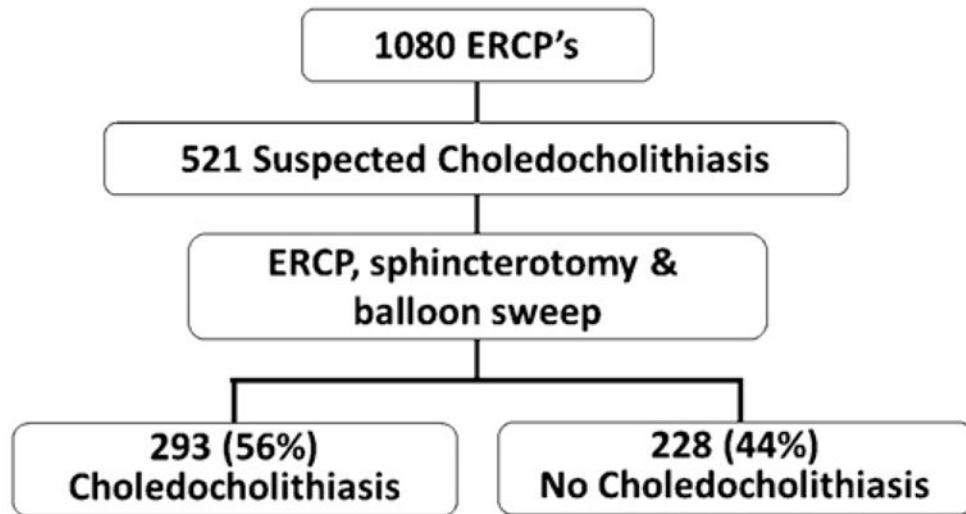 1080 ERCP’s
521 Suspected Choledocholithiasis
ERCP, sphincterotomy &
balloon sweep
293 (56%)
Choledocholithiasis
228 (44%)
No Choledocholithiasis